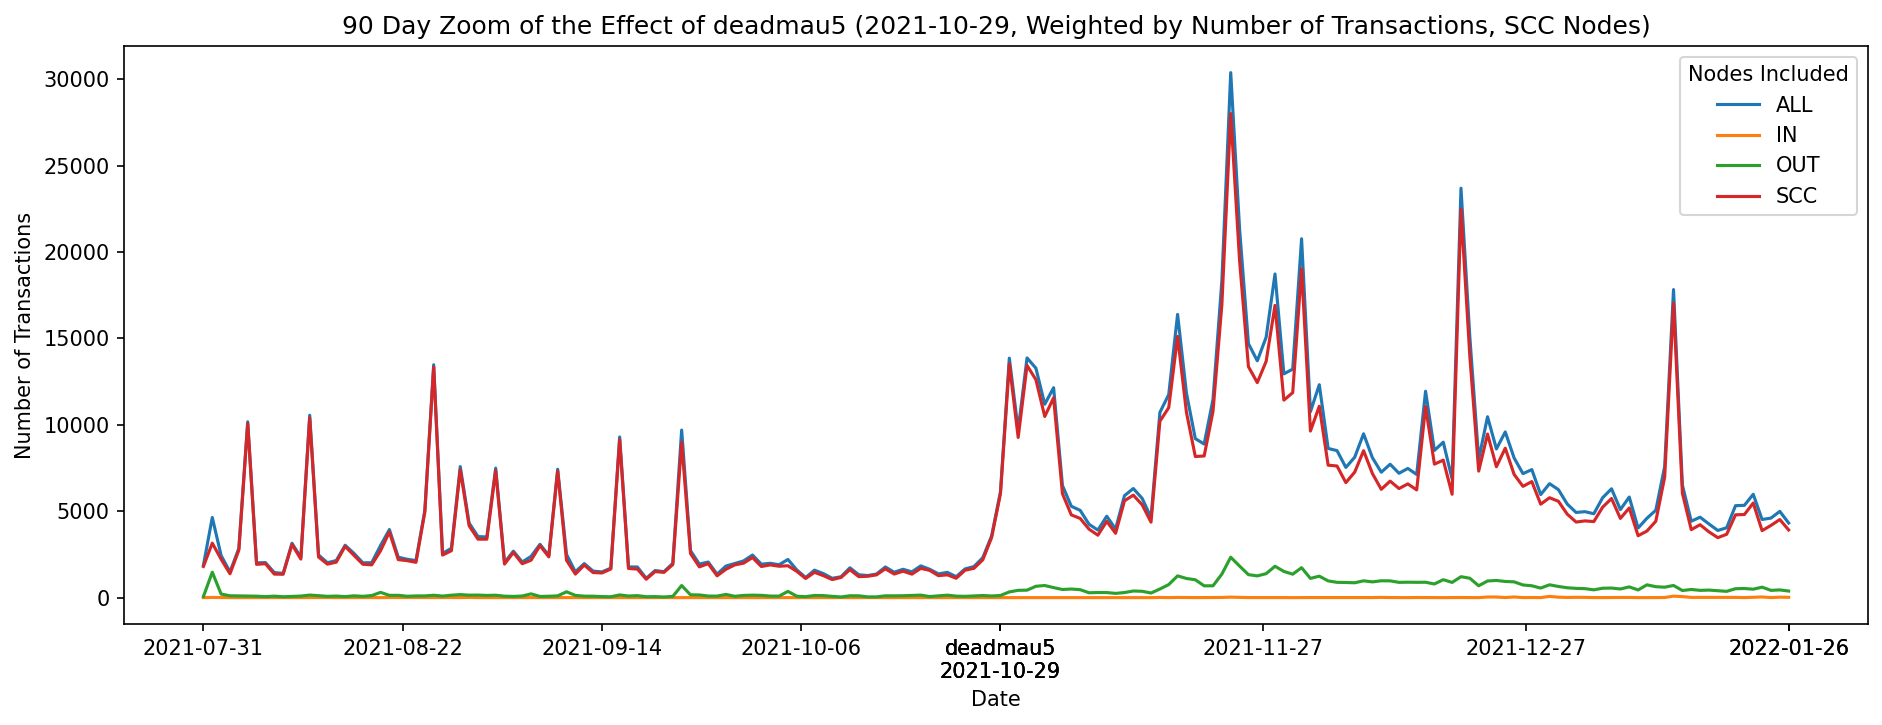 90 Day Zoom of the Effect of deadmau5 (2021-10-29, Weighted by Number of Transactions, SCC Nodes)
Nodes Included
ALL
IN
OUT
SCC
Number of Transactions
30000
25000
20000
15000
10000
5000
0
2021-07-31
2021-08-22
2021-09-14
2021-10-06
deadmau5
2021-10-29
2021-11-27
2021-12-27
2022-01-26
Date